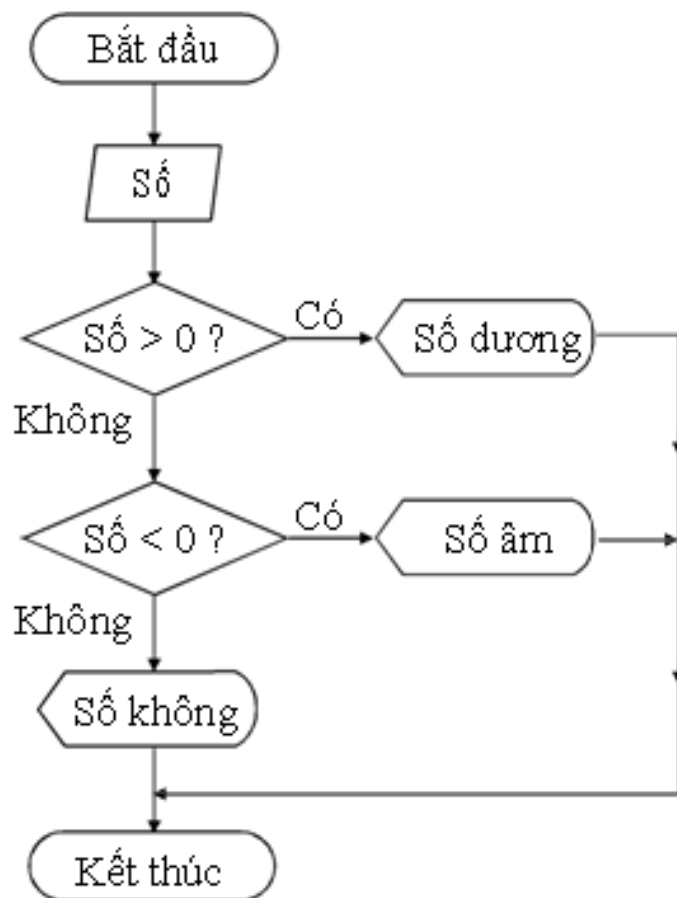 Bắt đầu
Số
Số > 0 ?
Có
Số dương
Không
Số < 0 ?
Có
Số âm
Không
Số không
Kết thúc